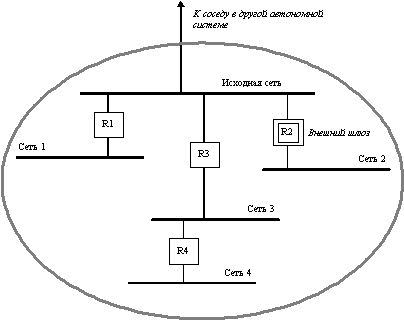 К соседу в другой автономной
системе
Исходная сеть
R1
R2
Внешний шлюз
R3
Сеть 1
Сеть 2
Сеть 3
R4
Сеть 4